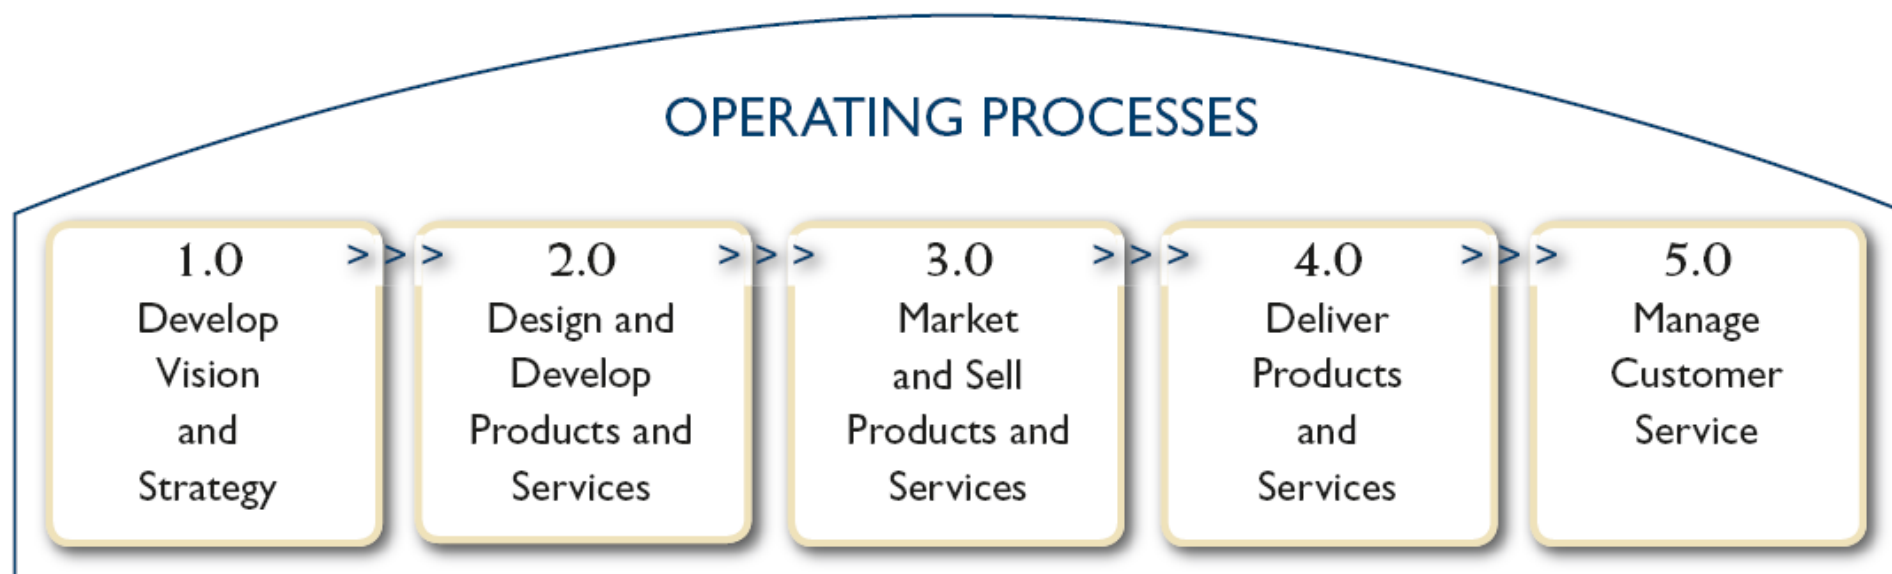 OPERATING PROCESSES
1.0 > > >
Develop
Vision
and
Strategy
2.0 > > >
Design and
Develop
Products and
Services
3.0 > > >
Market
and Sell
Products and
Services
4.0 > > >
Deliver
Products
and
Services
5.0
Manage
Customer
Service